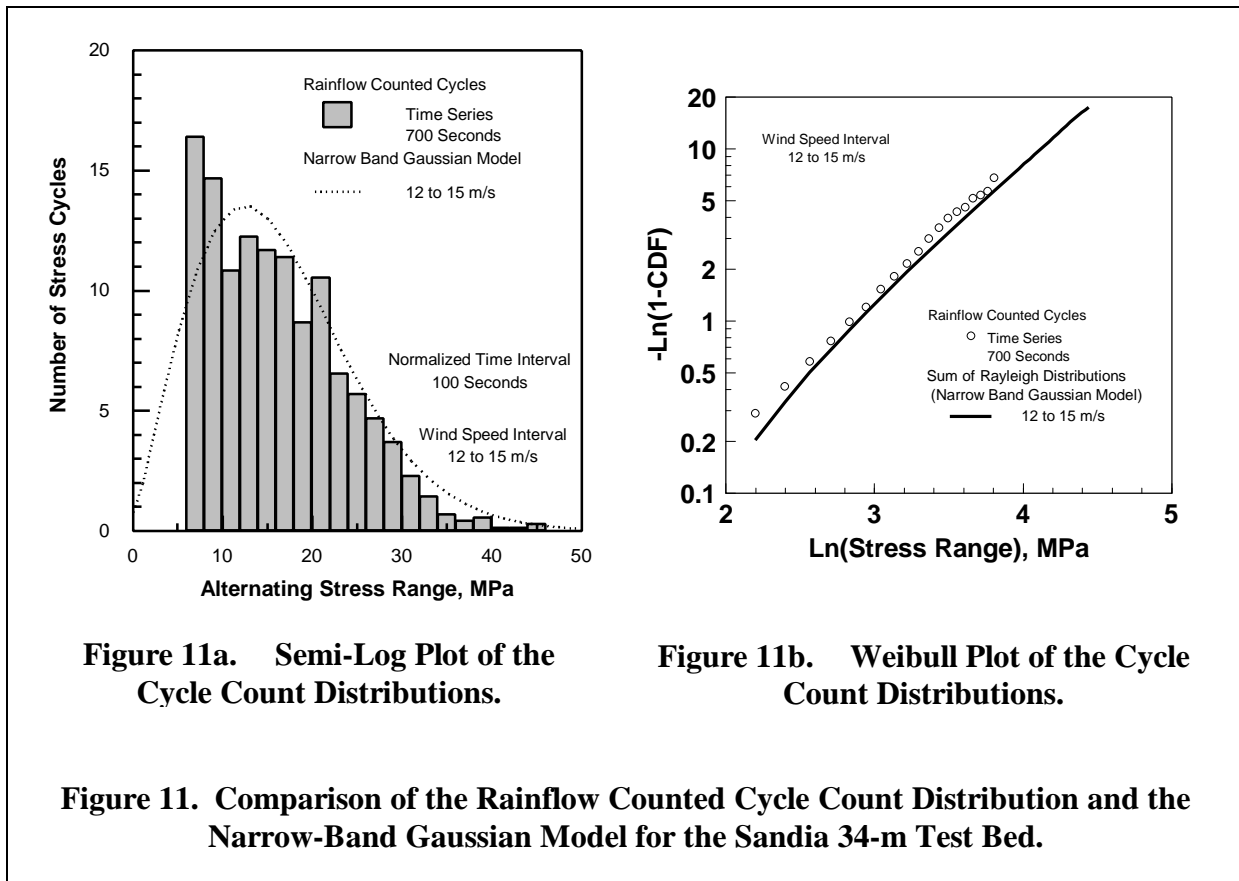 20
15
10
5
0
0
10
20
30
40
50
Number of Stress Cycles
Alternating Stress Range, MPa
Rainflow Counted Cycles
Time Series
700 Seconds
Narrow Band Gaussian Model
12 to 15 m/s
Normalized Time Interval
100 Seconds
Wind Speed Interval
12 to 15 m/s
Figure 11a. Semi-Log Plot of the
Cycle Count Distributions.
20
10
5
2
1
0.5
0.2
0.1
2
3
4
5
-Ln(1-CDF)
Ln(Stress Range), MPa
Wind Speed Interval
12 to 15 m/s
Rainflow Counted Cycles
Time Series
700 Seconds
Sum of Rayleigh Distributions
(Narrow Band Gaussian Model)
12 to 15 m/s
Figure 11b. Weibull Plot of the Cycle
Count Distributions.
Figure 11. Comparison of the Rainflow Counted Cycle Count Distribution and the
Narrow-Band Gaussian Model for the Sandia 34-m Test Bed.